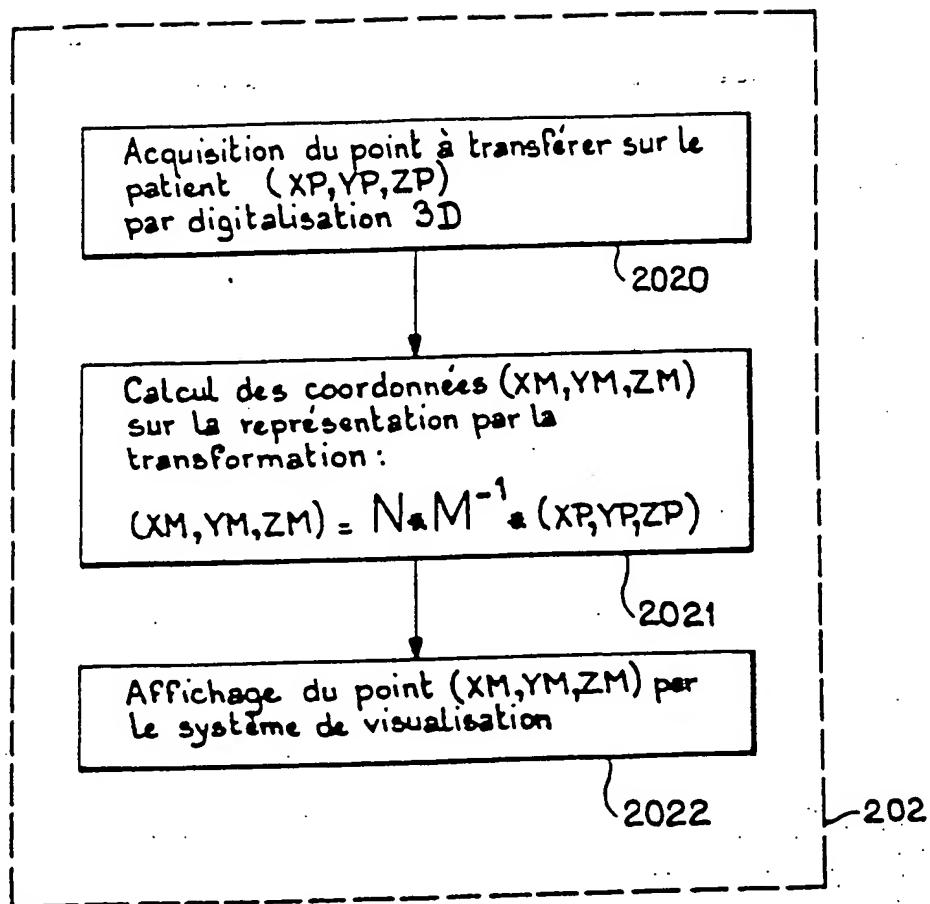 Acquisition du point à transférer sur le
patient (XP,YP,ZP)
par digitalisation 3D
2020
Calcul des coordonnées (XM,YM,ZM)
sur la représentation par la
transformation :
(XM,YM,ZM) = N * M⁻¹ * (XP,YP,ZP)
2021
Affichage du point (XM,YM,ZM) par
le système de visualisation
2022
202